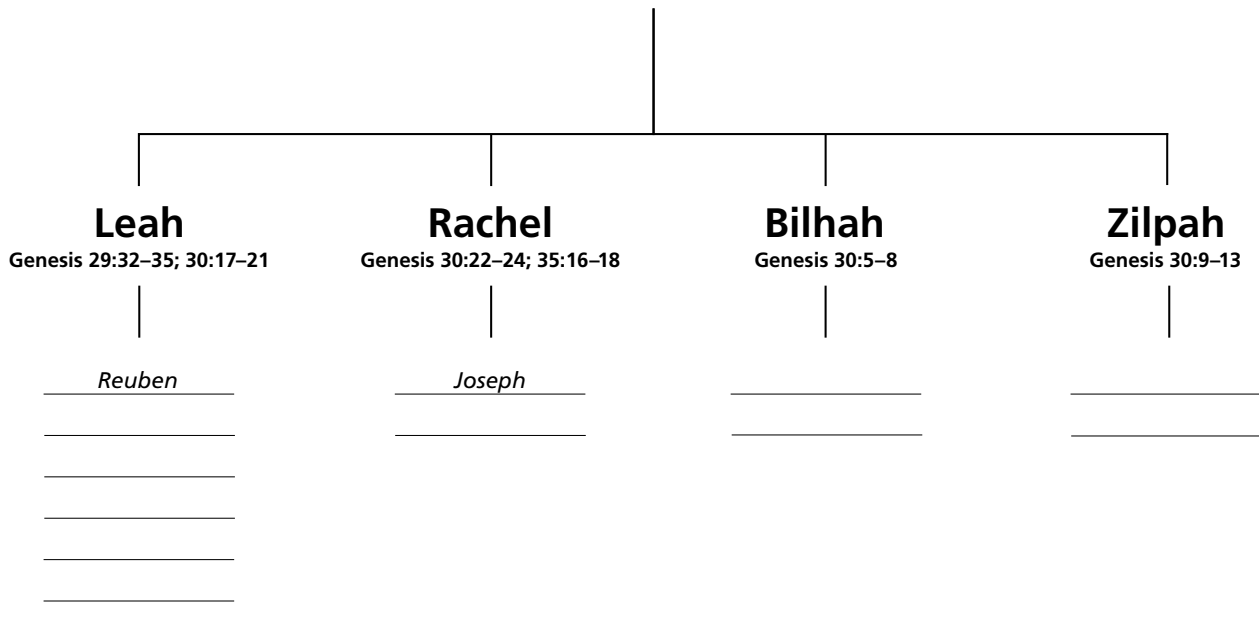 Leah
Genesis 29:32–35; 30:17–21
Reuben
Rachel
Genesis 30:22–24; 35:16–18
Joseph
Bilhah
Genesis 30:5–8
Zilpah
Genesis 30:9–13